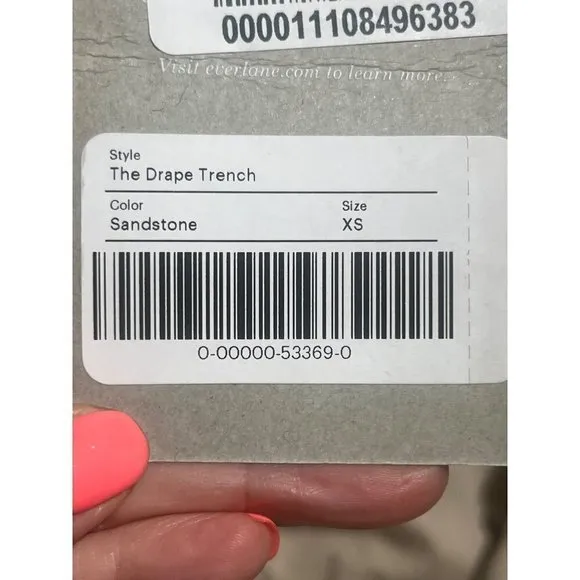 000011108496383
Visit everlane.com to learn more.
Style
The Drape Trench
Color Size
Sandstone XS
0-00000-53369-0